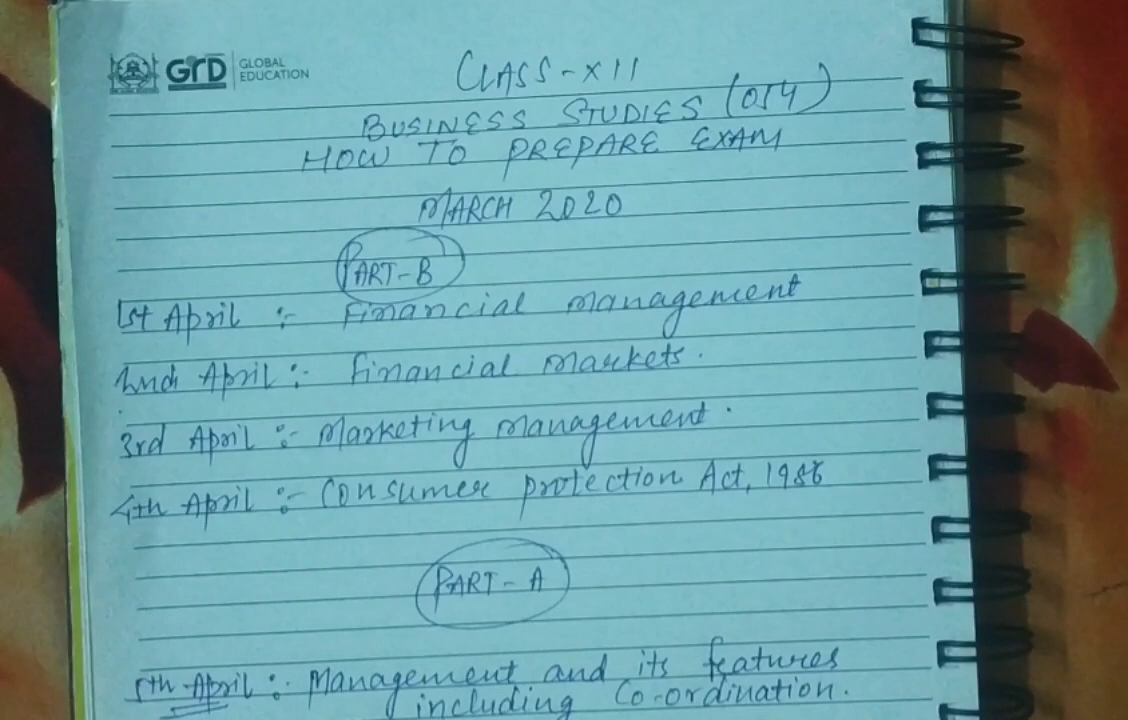 GrD GLOBAL EDUCATION
CLASS-XII
BUSINESS STUDIES (054)
HOW TO PREPARE EXAM
MARCH 2020
PART-B
1st April :- Financial management
2nd April :- Financial markets.
3rd April :- Marketing management.
4th April :- Consumer protection Act, 1986
PART-A
5th April :- Management and its features
including Co-ordination.